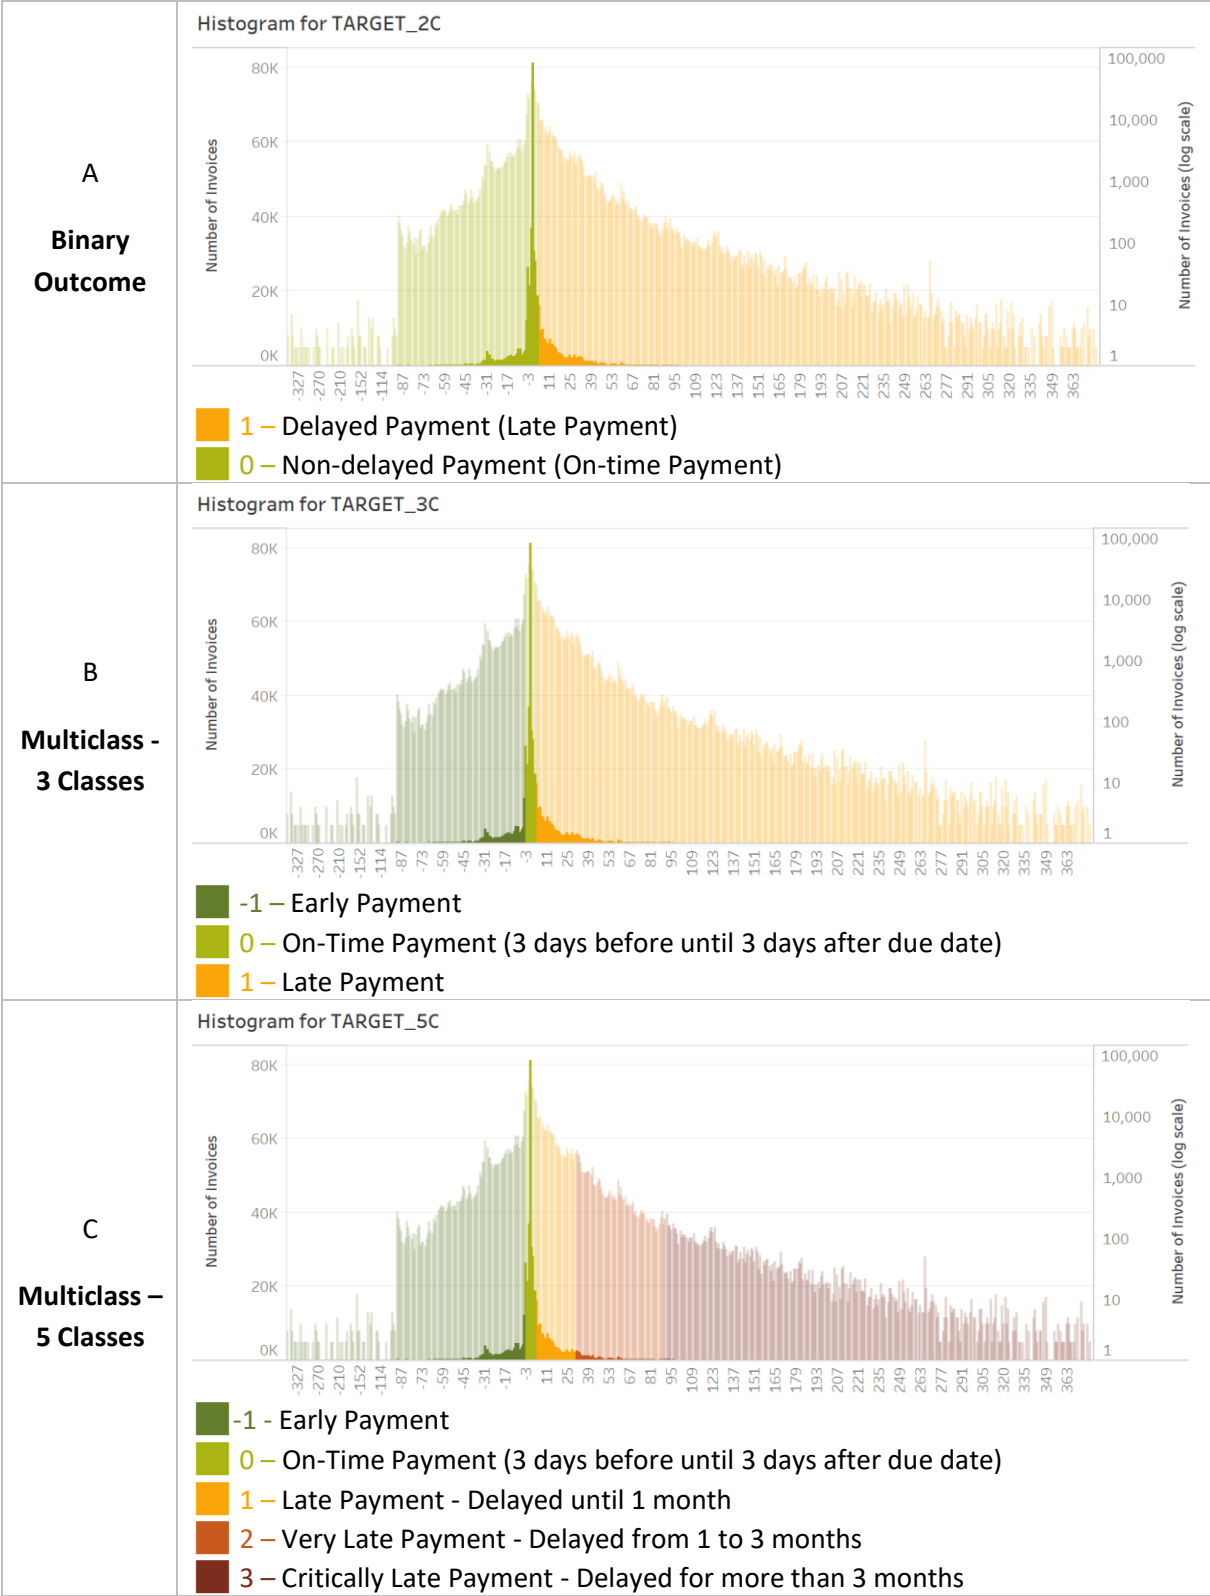 A
Binary
Outcome
Histogram for TARGET_2C
Number of Invoices
80K
60K
40K
20K
0K
100,000
10,000
1,000
100
10
1
Number of Invoices (log scale)
-327 -270 -210 -152 -114 -87 -73 -59 -45 -31 -17 -3 11 25 39 53 67 81 95 109 123 137 151 165 179 193 207 221 235 249 263 277 291 305 320 335 349 363
1 – Delayed Payment (Late Payment)
0 – Non-delayed Payment (On-time Payment)
B
Multiclass -
3 Classes
Histogram for TARGET_3C
Number of Invoices
80K
60K
40K
20K
0K
100,000
10,000
1,000
100
10
1
Number of Invoices (log scale)
-327 -270 -210 -152 -114 -87 -73 -59 -45 -31 -17 -3 11 25 39 53 67 81 95 109 123 137 151 165 179 193 207 221 235 249 263 277 291 305 320 335 349 363
-1 – Early Payment
0 – On-Time Payment (3 days before until 3 days after due date)
1 – Late Payment
C
Multiclass –
5 Classes
Histogram for TARGET_5C
Number of Invoices
80K
60K
40K
20K
0K
100,000
10,000
1,000
100
10
1
Number of Invoices (log scale)
-327 -270 -210 -152 -114 -87 -73 -59 -45 -31 -17 -3 11 25 39 53 67 81 95 109 123 137 151 165 179 193 207 221 235 249 263 277 291 305 320 335 349 363
-1 - Early Payment
0 – On-Time Payment (3 days before until 3 days after due date)
1 – Late Payment - Delayed until 1 month
2 – Very Late Payment - Delayed from 1 to 3 months
3 – Critically Late Payment - Delayed for more than 3 months